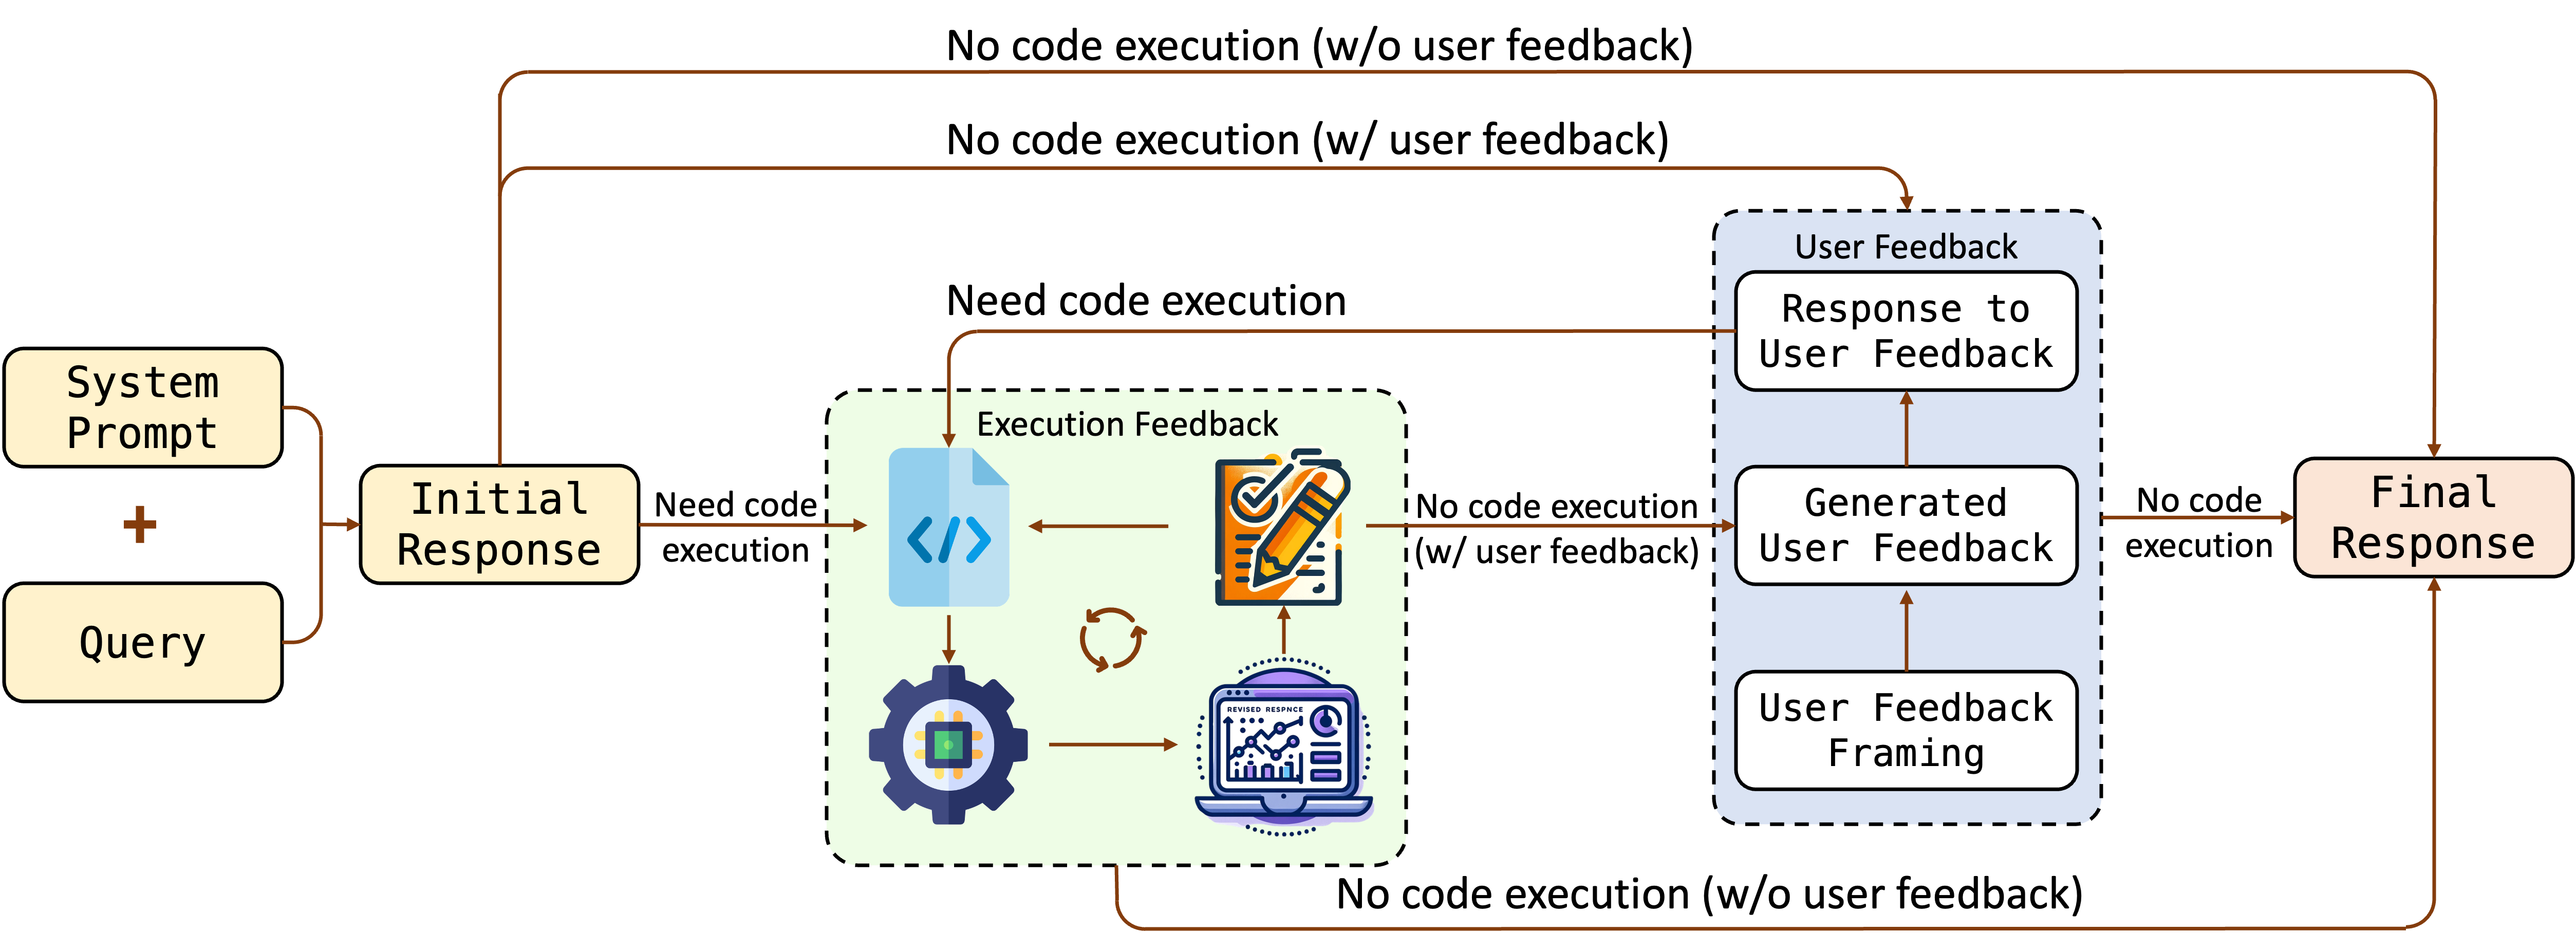 No code execution (w/o user feedback)
No code execution (w/ user feedback)
User Feedback
Response to
User Feedback
Need code execution
System
Prompt
+
Query
Initial
Response
Need code
execution
Execution Feedback
</>
REVISED RESPNCE
No code execution
(w/ user feedback)
Generated
User Feedback
User Feedback
Framing
No code
execution
Final
Response
No code execution (w/o user feedback)